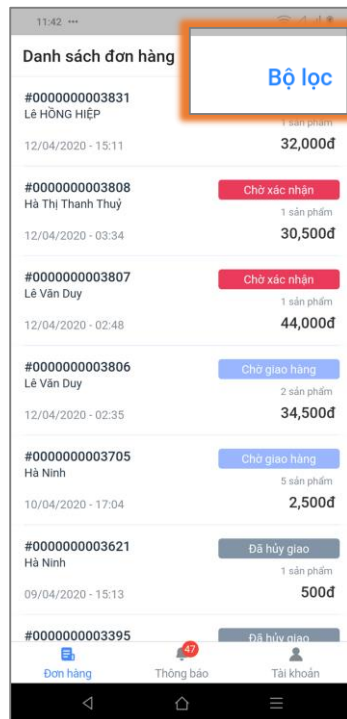 11:42 •••
Danh sách đơn hàng
Bộ lọc
#0000000003831
Lê HỒNG HIỆP
1 sản phẩm
12/04/2020 - 15:11
32,000đ
#0000000003808
Chờ xác nhận
Hà Thị Thanh Thuỷ
1 sản phẩm
12/04/2020 - 03:34
30,500đ
#0000000003807
Chờ xác nhận
Lê Văn Duy
1 sản phẩm
12/04/2020 - 02:48
44,000đ
#0000000003806
Chờ giao hàng
Lê Văn Duy
2 sản phẩm
12/04/2020 - 02:35
34,500đ
#0000000003705
Chờ giao hàng
Hà Ninh
5 sản phẩm
10/04/2020 - 17:04
2,500đ
#0000000003621
Đã hủy giao
Hà Ninh
1 sản phẩm
09/04/2020 - 15:13
500đ
#0000000003395
Đã hủy giao
47
Đơn hàng
Thông báo
Tài khoản